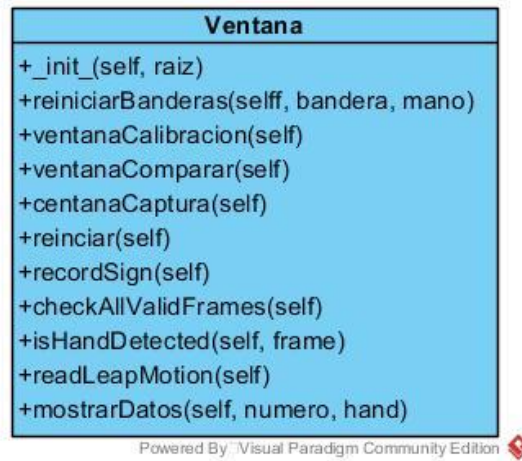 Ventana
+_init_(self, raiz)
+reiniciarBanderas(selff, bandera, mano)
+ventanaCalibracion(self)
+ventanaComparar(self)
+centanaCaptura(self)
+reinciar(self)
+recordSign(self)
+checkAllValidFrames(self)
+isHandDetected(self, frame)
+readLeapMotion(self)
+mostrarDatos(self, numero, hand)
Powered By Visual Paradigm Community Edition